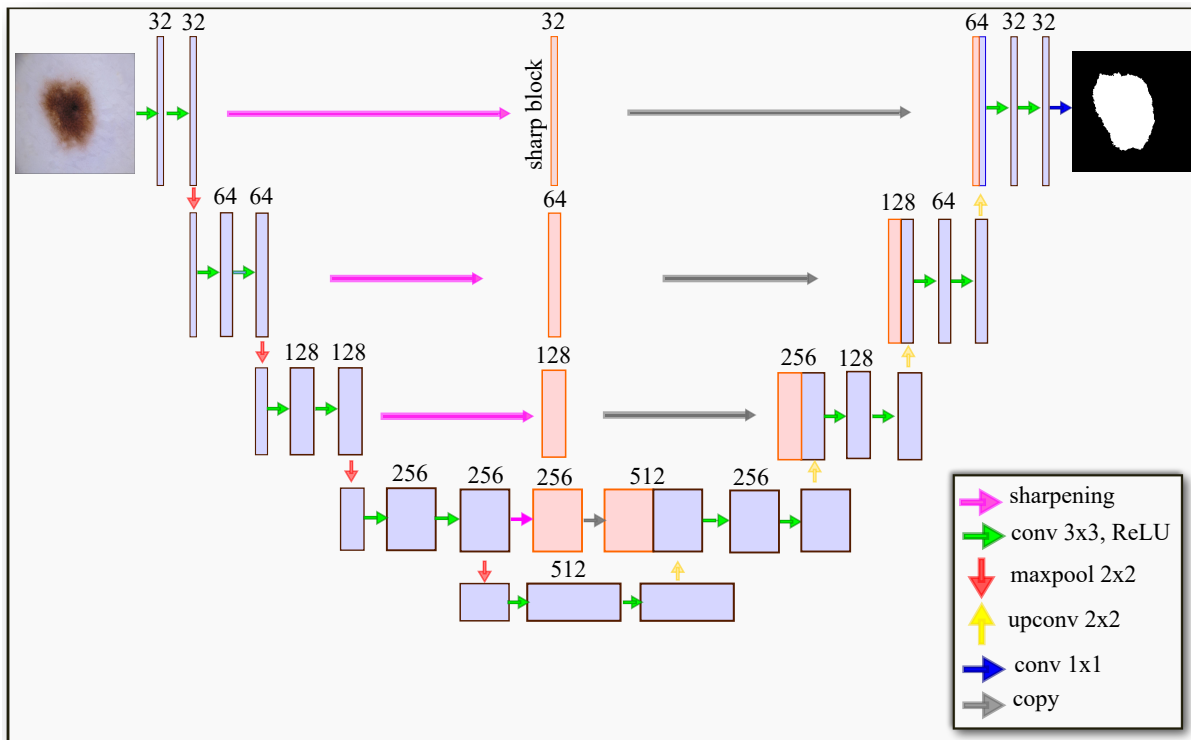 32 32
32
64 32 32
sharp block
64 64
64
128 64
128 128
128
256 128
256 256 256 512 256
512
sharpening
conv 3x3, ReLU
maxpool 2x2
upconv 2x2
conv 1x1
copy